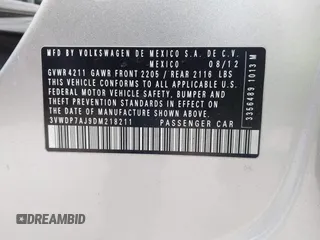 MFD. BY VOLKSWAGEN DE MEXICO S.A. DE C.V.
MEXICO 08/12
GVWR4211 GAWR FRONT 2205 / REAR 2116 LBS
THIS VEHICLE CONFORMS TO ALL APPLICABLE
FEDERAL MOTOR VEHICLE SAFETY, BUMPER
AND THEFT PREVENTION STANDARDS IN EFFECT
ON THE DATE OF MANUFACTURE SHOWN ABOVE.
3VWDP7AJ9DM218211
PASSENGER CAR
3356489 1013 M
DREAMBID